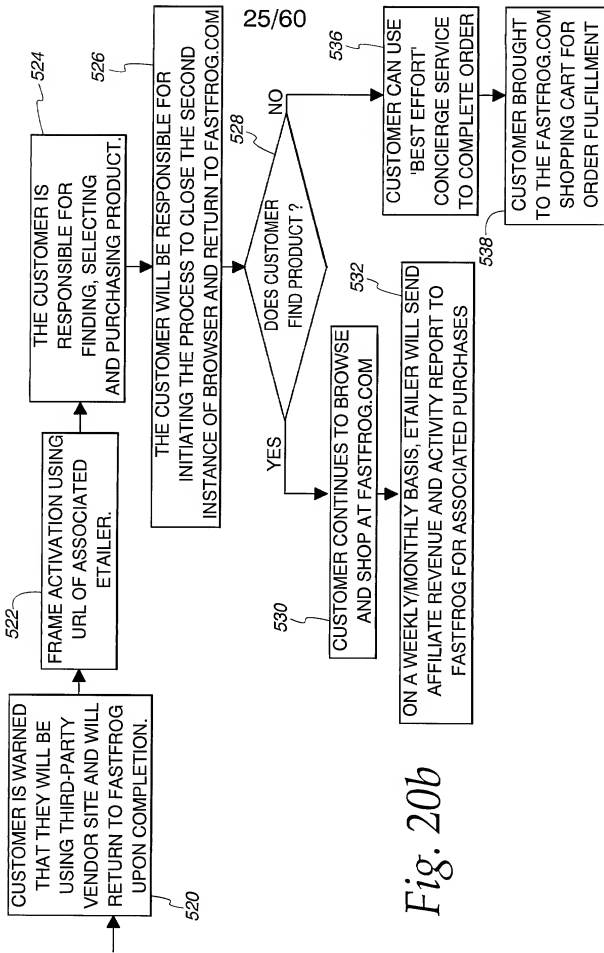 25/60
CUSTOMER IS WARNED
THAT THEY WILL BE
USING THIRD-PARTY
VENDOR SITE AND WILL
RETURN TO FASTFROG
UPON COMPLETION.
520
FRAME ACTIVATION USING
URL OF ASSOCIATED
ETAILER.
522
THE CUSTOMER IS
RESPONSIBLE FOR
FINDING, SELECTING
AND PURCHASING PRODUCT.
524
THE CUSTOMER WILL BE RESPONSIBLE FOR
INITIATING THE PROCESS TO CLOSE THE SECOND
INSTANCE OF BROWSER AND RETURN TO FASTFROG.COM
526
DOES CUSTOMER
FIND PRODUCT ?
528
YES
NO
CUSTOMER CONTINUES TO BROWSE
AND SHOP AT FASTFROG.COM
530
ON A WEEKLY/MONTHLY BASIS, ETAILER WILL SEND
AFFILIATE REVENUE AND ACTIVITY REPORT TO
FASTFROG FOR ASSOCIATED PURCHASES
532
CUSTOMER CAN USE
'BEST EFFORT'
CONCIERGE SERVICE
TO COMPLETE ORDER
536
CUSTOMER BROUGHT
TO THE FASTFROG.COM
SHOPPING CART FOR
ORDER FULFILLMENT
538
Fig. 20b